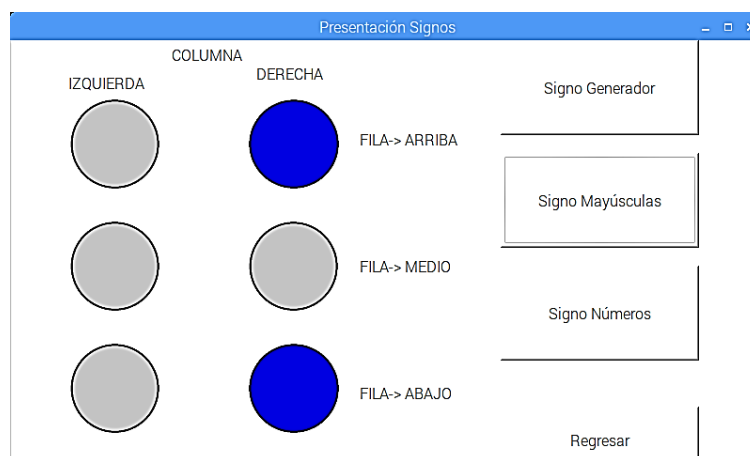 Presentación Signos
COLUMNA
IZQUIERDA
DERECHA
FILA-> ARRIBA
FILA-> MEDIO
FILA-> ABAJO
Signo Generador
Signo Mayúsculas
Signo Números
Regresar